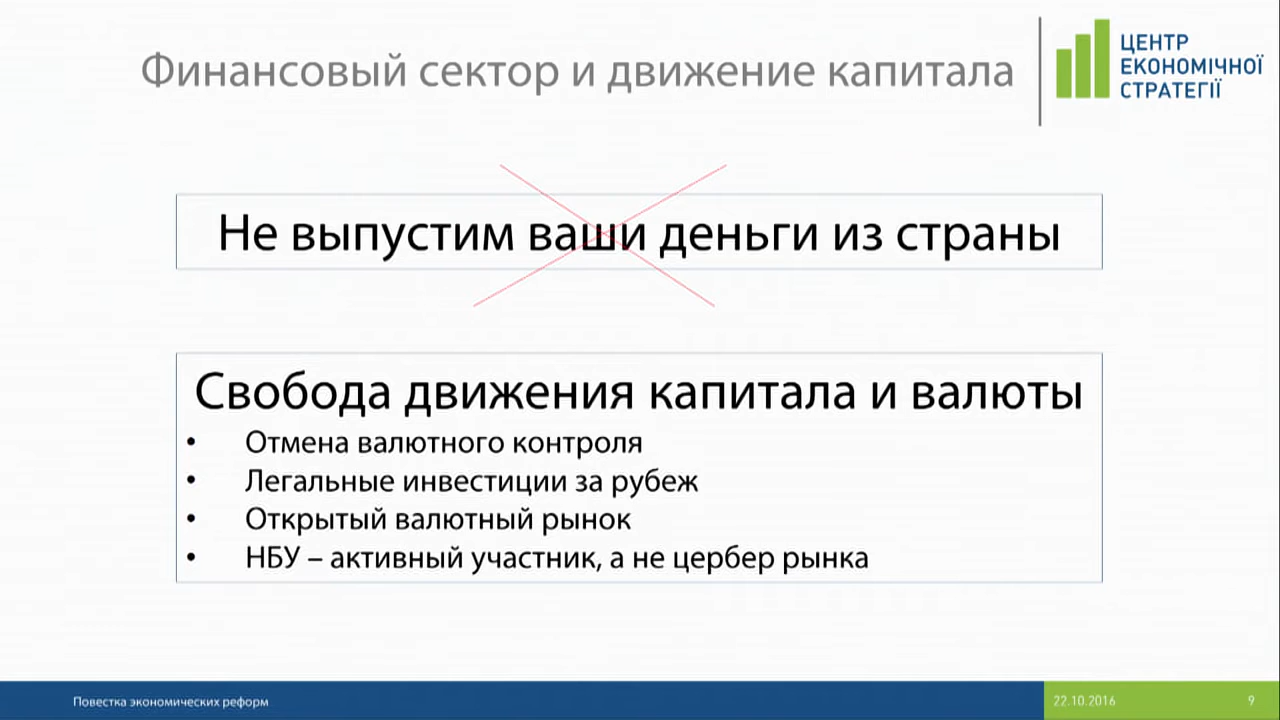 Финансовый сектор и движение капитала
ЦЕНТР
ЕКОНОМІЧНОЇ
СТРАТЕГІЇ
Не выпустим ваши деньги из страны
Свобода движения капитала и валюты
• Отмена валютного контроля
• Легальные инвестиции за рубеж
• Открытый валютный рынок
• НБУ – активный участник, а не цербер рынка
Повестка экономических реформ
22.10.2016
9